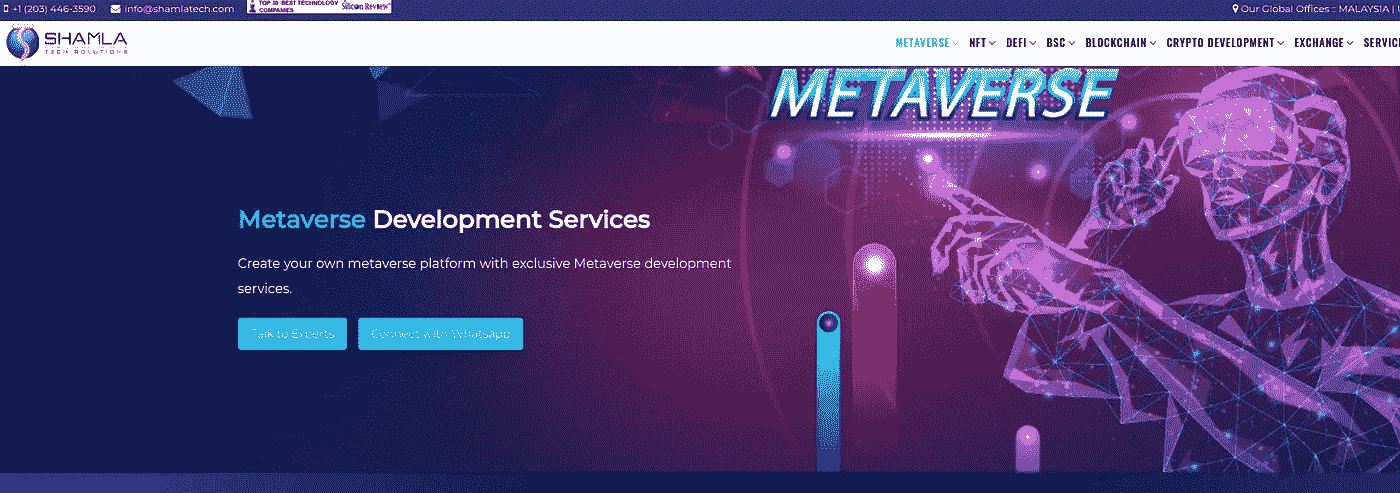 +1 (203) 446-3590 info@shamlatech.com TOP 30 BEST TECHNOLOGY COMPANIES Silicon Review Our Global Offices :: MALAYSIA |
SHAMLA
TECH SOLUTIONS
METAVERSE NFT DEFI BSC BLOCKCHAIN CRYPTO DEVELOPMENT EXCHANGE SERVIC
METAVERSE
Metaverse Development Services
Create your own metaverse platform with exclusive Metaverse development
services.
Talk to Experts Connect with Whatsapp